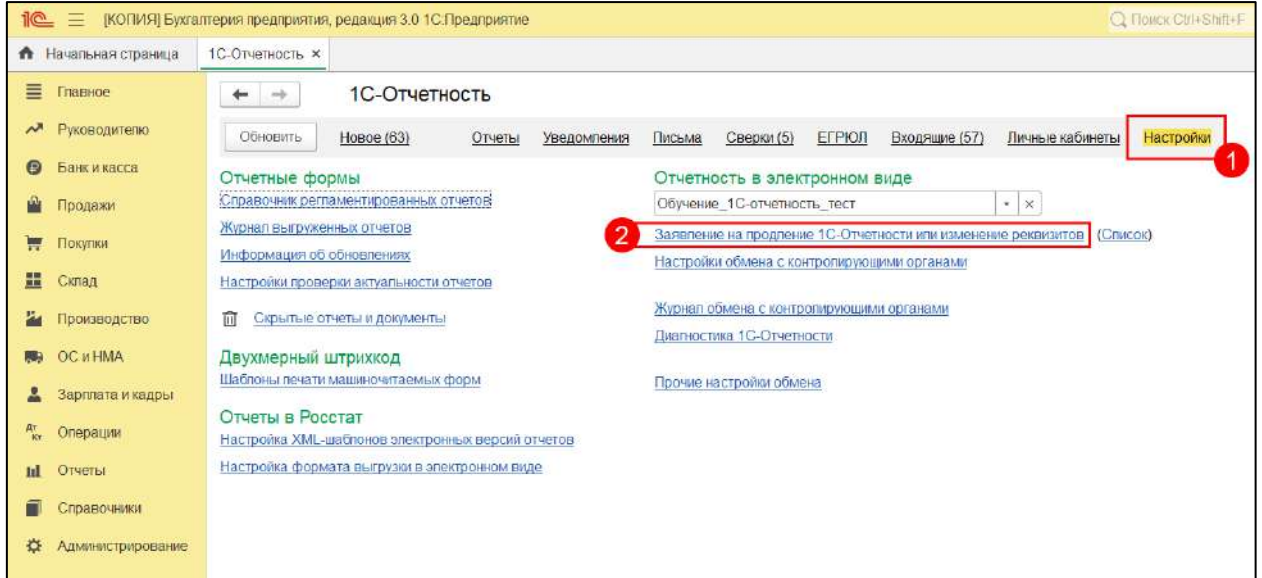 1С [КОПИЯ] Бухгалтерия предприятия, редакция 3.0 1С:Предприятие Поиск Ctrl+Shift+F
Начальная страница 1С-Отчетность ×
Главное
Руководителю
Банк и касса
Продажи
Покупки
Склад
Производство
ОС и НМА
Зарплата и кадры
Дт Кт Операции
Отчеты
Справочники
Администрирование
1С-Отчетность
Обновить Новое (63) Отчеты Уведомления Письма Сверки (5) ЕГРЮЛ Входящие (57) Личные кабинеты Настройки
1
Отчетные формы
Справочник регламентированных отчетов
Журнал выгруженных отчетов
Информация об обновлениях
Настройки проверки актуальности отчетов
Скрытые отчеты и документы
Двухмерный штрихкод
Шаблоны печати машиночитаемых форм
Отчеты в Росстат
Настройка XML-шаблонов электронных версий отчетов
Настройка формата выгрузки в электронном виде
Отчетность в электронном виде
Обучение_1С-отчетность_тест
2 Заявление на продление 1С-Отчетности или изменение реквизитов (Список)
Настройки обмена с контролирующими органами
Журнал обмена с контролирующими органами
Диагностика 1С-Отчетности
Прочие настройки обмена